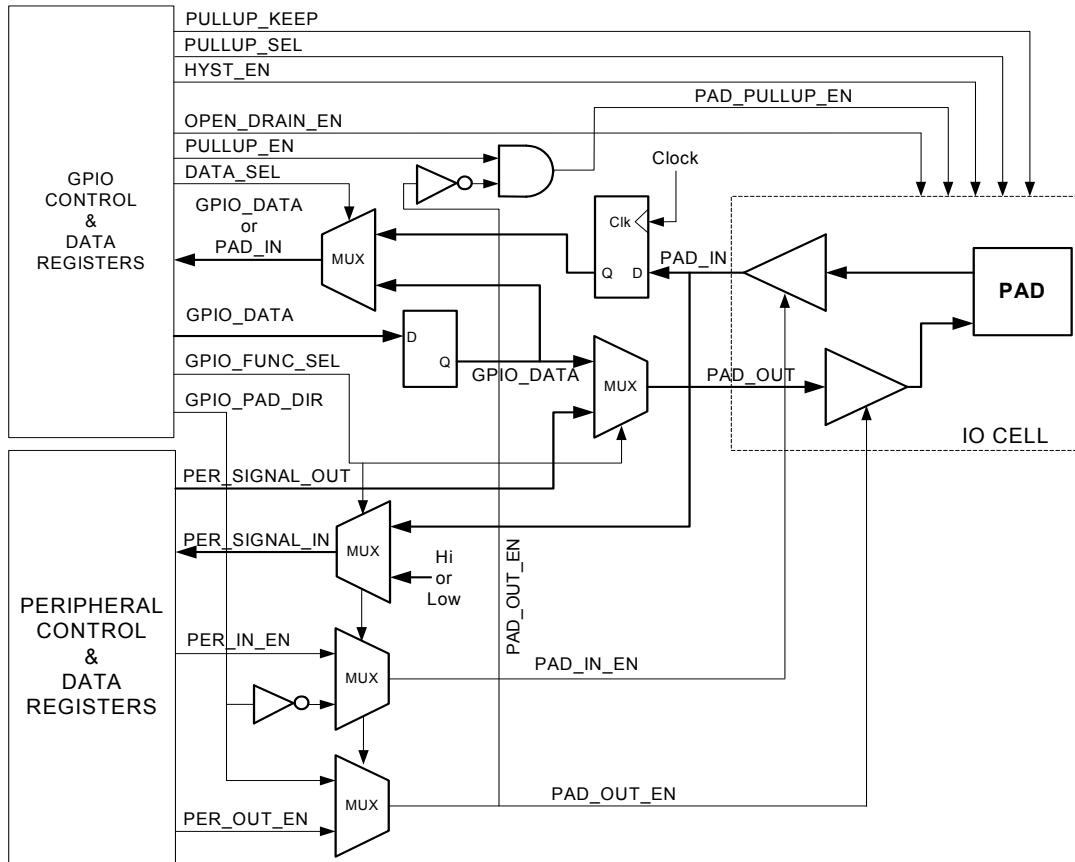 PULLUP_KEEP
PULLUP_SEL
HYST_EN
PAD_PULLUP_EN
OPEN_DRAIN_EN
PULLUP_EN
DATA_SEL
GPIO
CONTROL
&
DATA
REGISTERS
GPIO_DATA
or
PAD_IN
MUX
Clock
Clk
Q D
PAD_IN
PAD
GPIO_DATA
D
Q
GPIO_DATA
MUX
PAD_OUT
GPIO_FUNC_SEL
GPIO_PAD_DIR
IO CELL
PER_SIGNAL_OUT
PER_SIGNAL_IN
MUX
Hi
or
Low
PAD_OUT_EN
PERIPHERAL
CONTROL
&
DATA
REGISTERS
PER_IN_EN
MUX
PAD_IN_EN
MUX
PAD_OUT_EN
PER_OUT_EN